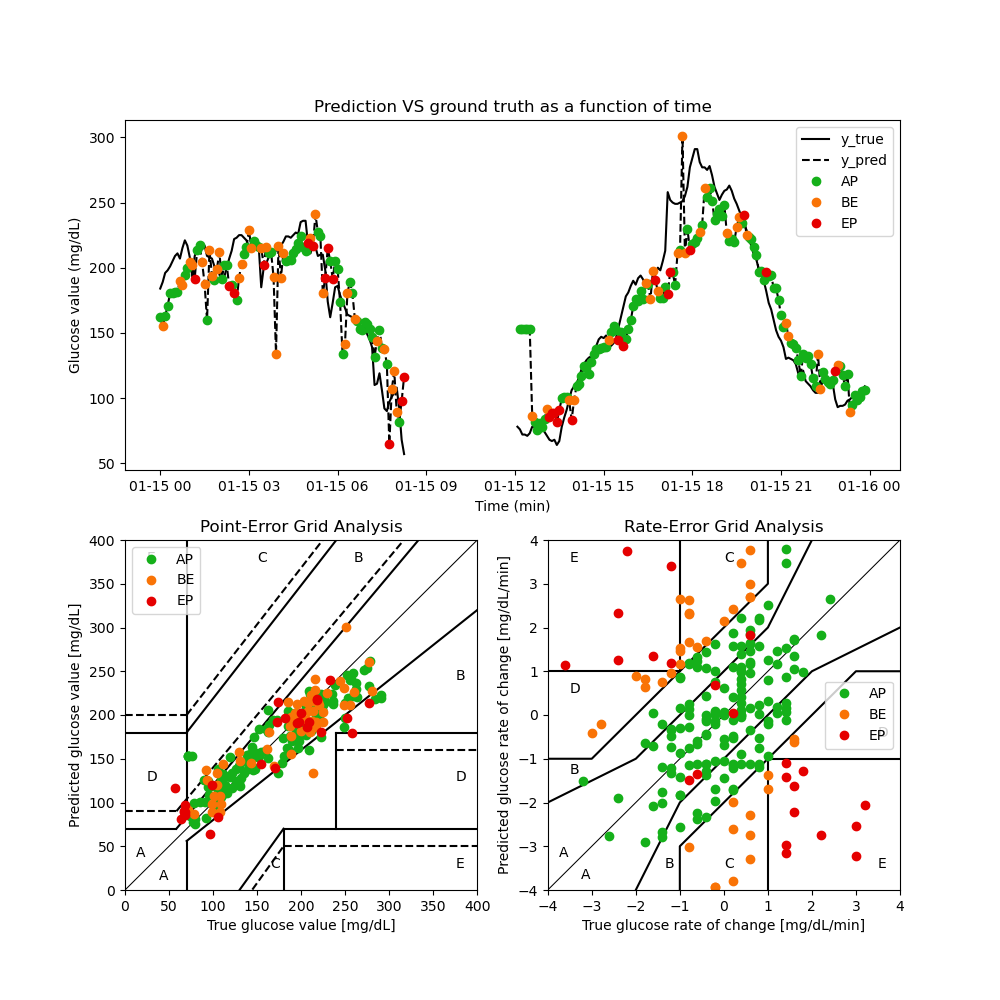 Prediction VS ground truth as a function of time
Glucose value (mg/dL)
300
250
200
150
100
50
y_true
y_pred
AP
BE
EP
01-15 00 01-15 03 01-15 06 01-15 09 01-15 12 01-15 15 01-15 18 01-15 21 01-16 00
Time (min)
Point-Error Grid Analysis
Predicted glucose value [mg/dL]
400
350
300
250
200
150
100
50
0
AP
BE
EP
C
B
B
D
D
A
A
C
E
0 50 100 150 200 250 300 350 400
True glucose value [mg/dL]
Rate-Error Grid Analysis
Predicted glucose rate of change [mg/dL/min]
4
3
2
1
0
−1
−2
−3
−4
E
C
D
AP
BE
EP
B
A
A
B
C
E
−4 −3 −2 −1 0 1 2 3 4
True glucose rate of change [mg/dL/min]